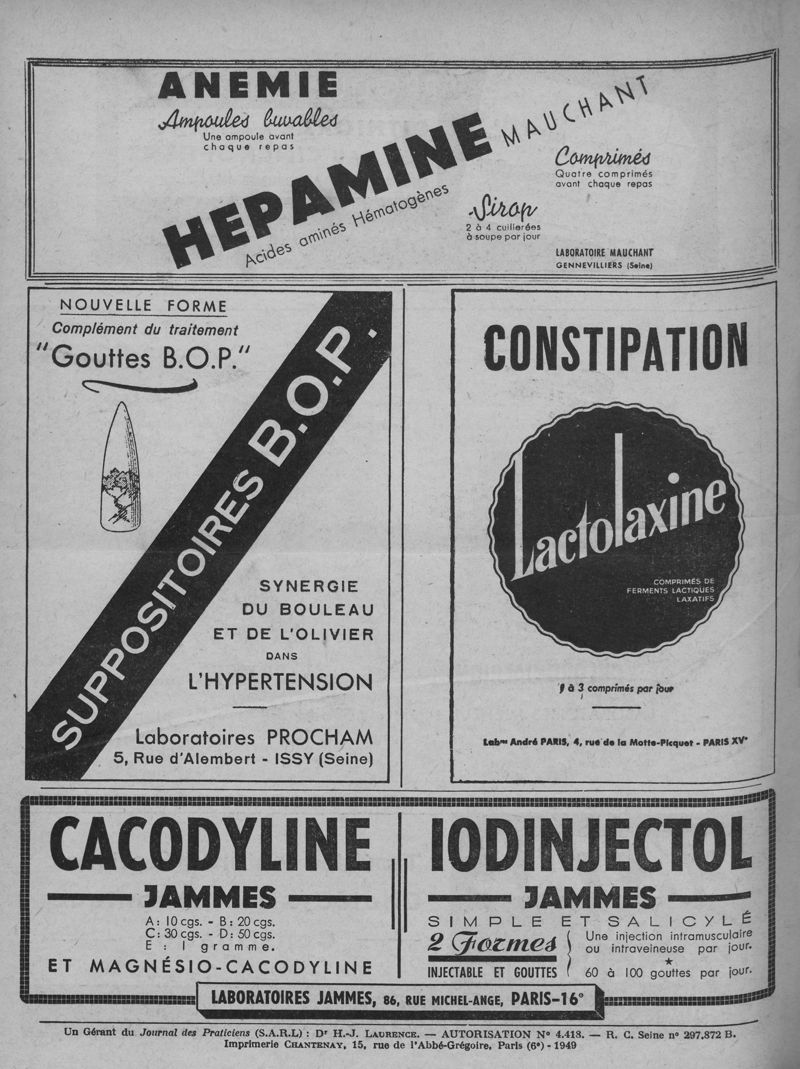 ANEMIE
Ampoules buvables
Une ampoule avant
chaque repas
HEPAMINE MAUCHANT
Acides aminés Hématogènes
Comprimés
Quatre comprimés
avant chaque repas
Sirop
2 à 4 cuillerées
à soupe par jour
LABORATOIRE MAUCHANT
GENNEVILLIERS (Seine)
NOUVELLE FORME
Complément du traitement
"Gouttes B.O.P."
SUPPOSITOIRES B.O.P.
SYNERGIE
DU BOULEAU
ET DE L'OLIVIER
DANS
L'HYPERTENSION
Laboratoires PROCHAM
5, Rue d'Alembert - ISSY (Seine)
CONSTIPATION
Lactolaxine
COMPRIMÉS DE
FERMENTS LACTIQUES
LAXATIFS
à 3 comprimés par jour
Labres André PARIS, 4, rue de la Motte-Picquet - PARIS XVe
CACODYLINE
JAMMES
A: 10 cgs. - B: 20 cgs.
C: 30 cgs. - D: 50 cgs.
E: 1 gramme.
ET MAGNÉSIO-CACODYLINE
IODINJECTOL
JAMMES
SIMPLE ET SALICYLÉ
2 Formes
INJECTABLE ET GOUTTES
Une injection intramusculaire
ou intraveineuse par jour.
★
60 à 100 gouttes par jour.
LABORATOIRES JAMMES, 86, RUE MICHEL-ANGE, PARIS-16e
Un Gérant du Journal des Praticiens (S.A.R.L) : Dr H.-J. LAURENCE. — AUTORISATION No 4.418. — R. C. Seine no 297.872 B.
Imprimerie CHANTENAY, 15, rue de l'Abbé-Grégoire, Paris (6e) - 1949